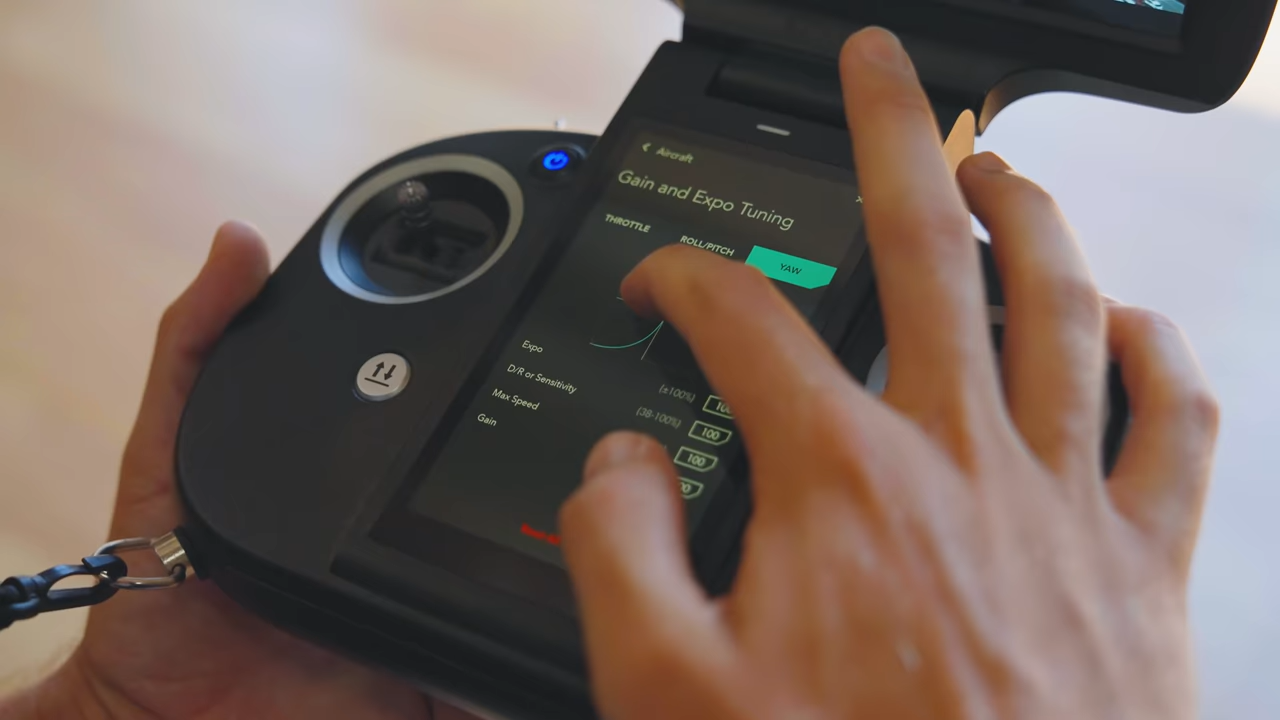 Aircraft
Gain and Expo Tuning
THROTTLE ROLL/PITCH YAW
Expo (±100%)
D/R or Sensitivity (38-100%) 100
Max Speed 100
Gain